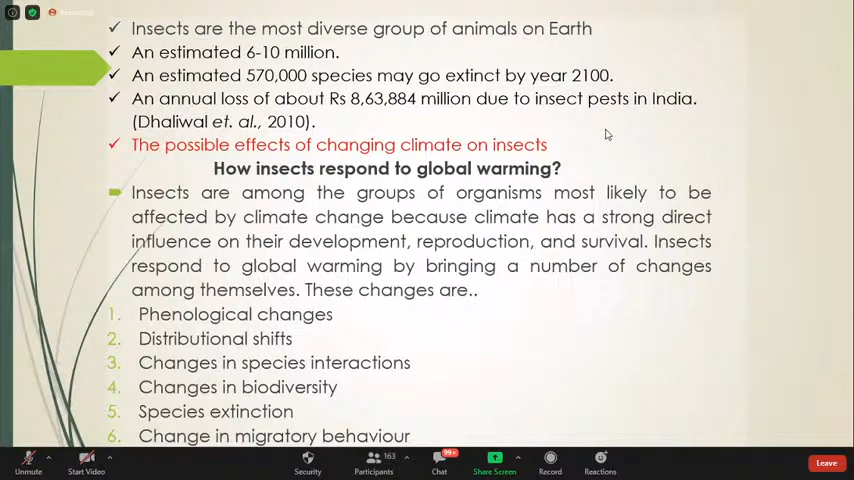 Recording
Insects are the most diverse group of animals on Earth
An estimated 6-10 million.
An estimated 570,000 species may go extinct by year 2100.
An annual loss of about Rs 8,63,884 million due to insect pests in India.
(Dhaliwal et. al., 2010).
The possible effects of changing climate on insects
How insects respond to global warming?
Insects are among the groups of organisms most likely to be
affected by climate change because climate has a strong direct
influence on their development, reproduction, and survival. Insects
respond to global warming by bringing a number of changes
among themselves. These changes are..
1. Phenological changes
2. Distributional shifts
3. Changes in species interactions
4. Changes in biodiversity
5. Species extinction
6. Change in migratory behaviour
Unmute
Start Video
Security
163
Participants
99+
Chat
Share Screen
Record
Reactions
Leave